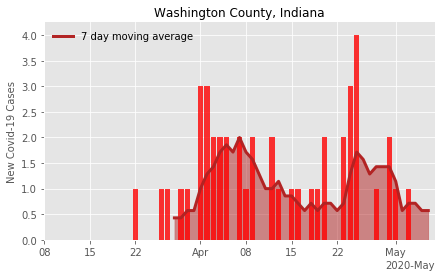 Washington County, Indiana
7 day moving average
New Covid-19 Cases
4.0
3.5
3.0
2.5
2.0
1.5
1.0
0.5
0.0
08 15 22 Apr 08 15 22 May
2020-May